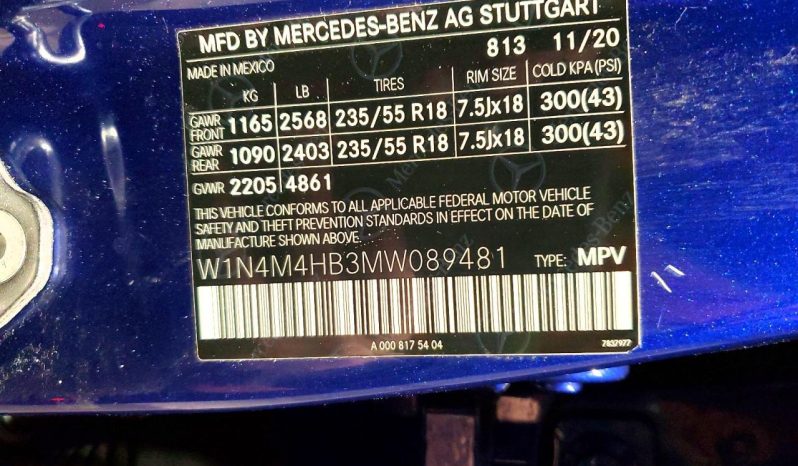 MFD BY MERCEDES-BENZ AG STUTTGART
813 11/20
MADE IN MEXICO
KG LB TIRES RIM SIZE COLD KPA (PSI)
GAWR FRONT 1165 2568 235/55 R18 7.5Jx18 300(43)
GAWR REAR 1090 2403 235/55 R18 7.5Jx18 300(43)
GVWR 2205 4861
THIS VEHICLE CONFORMS TO ALL APPLICABLE FEDERAL MOTOR VEHICLE
SAFETY AND THEFT PREVENTION STANDARDS IN EFFECT ON THE DATE OF
MANUFACTURE SHOWN ABOVE.
W1N4M4HB3MW089481 TYPE: MPV
A 000 817 54 04
7837977